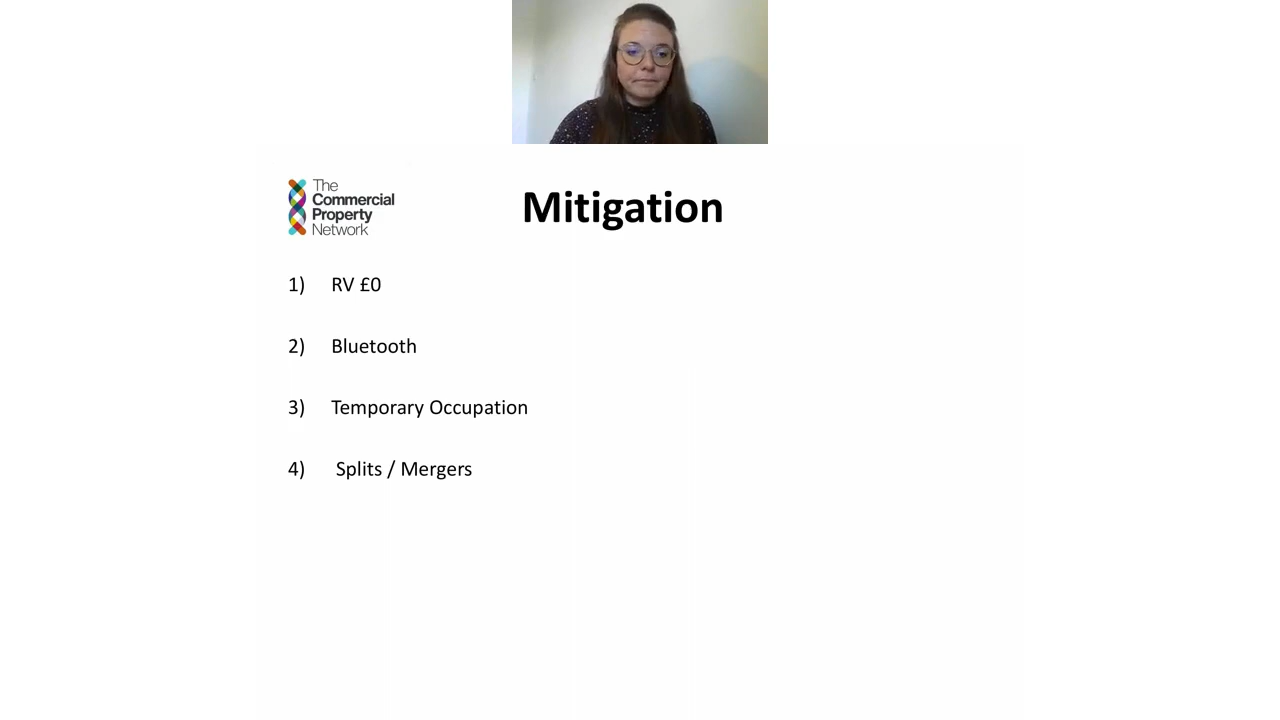 The
Commercial
Property
Network
Mitigation
1) RV £0
2) Bluetooth
3) Temporary Occupation
4) Splits / Mergers